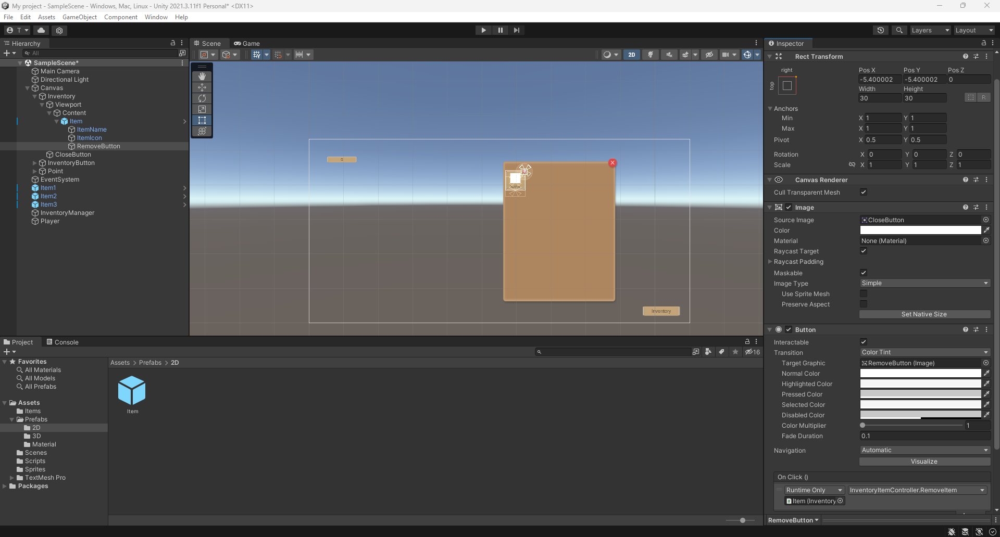 My project - SampleScene - Windows, Mac, Linux - Unity 2021.3.11f1 Personal* <DX11>
File Edit Assets GameObject Component Window Help
T Layers Layout
Hierarchy
All
SampleScene*
Main Camera
Directional Light
Canvas
Inventory
Viewport
Content
Item
ItemName
ItemIcon
RemoveButton
CloseButton
InventoryButton
Point
EventSystem
Item1
Item2
Item3
InventoryManager
Player
Scene Game
2D
0
Inventory
Project Console
16
Favorites
All Materials
All Models
All Prefabs
Assets
Items
Prefabs
2D
3D
Material
Scenes
Scripts
Sprites
TextMesh Pro
Packages
Assets > Prefabs > 2D
Item
Inspector
Rect Transform
right
top
Pos X Pos Y Pos Z
-5.400002 -5.400002 0
Width Height
30 30 R
Anchors
Min X 1 Y 1
Max X 1 Y 1
Pivot X 0.5 Y 0.5
Rotation X 0 Y 0 Z 0
Scale X 1 Y 1 Z 1
Canvas Renderer
Cull Transparent Mesh
Image
Source Image CloseButton
Color
Material None (Material)
Raycast Target
Raycast Padding
Maskable
Image Type Simple
Use Sprite Mesh
Preserve Aspect
Set Native Size
Button
Interactable
Transition Color Tint
Target Graphic RemoveButton (Image)
Normal Color
Highlighted Color
Pressed Color
Selected Color
Disabled Color
Color Multiplier 1
Fade Duration 0.1
Navigation Automatic
Visualize
On Click ()
Runtime Only InventoryItemController.RemoveItem
Item (Inventory
RemoveButton